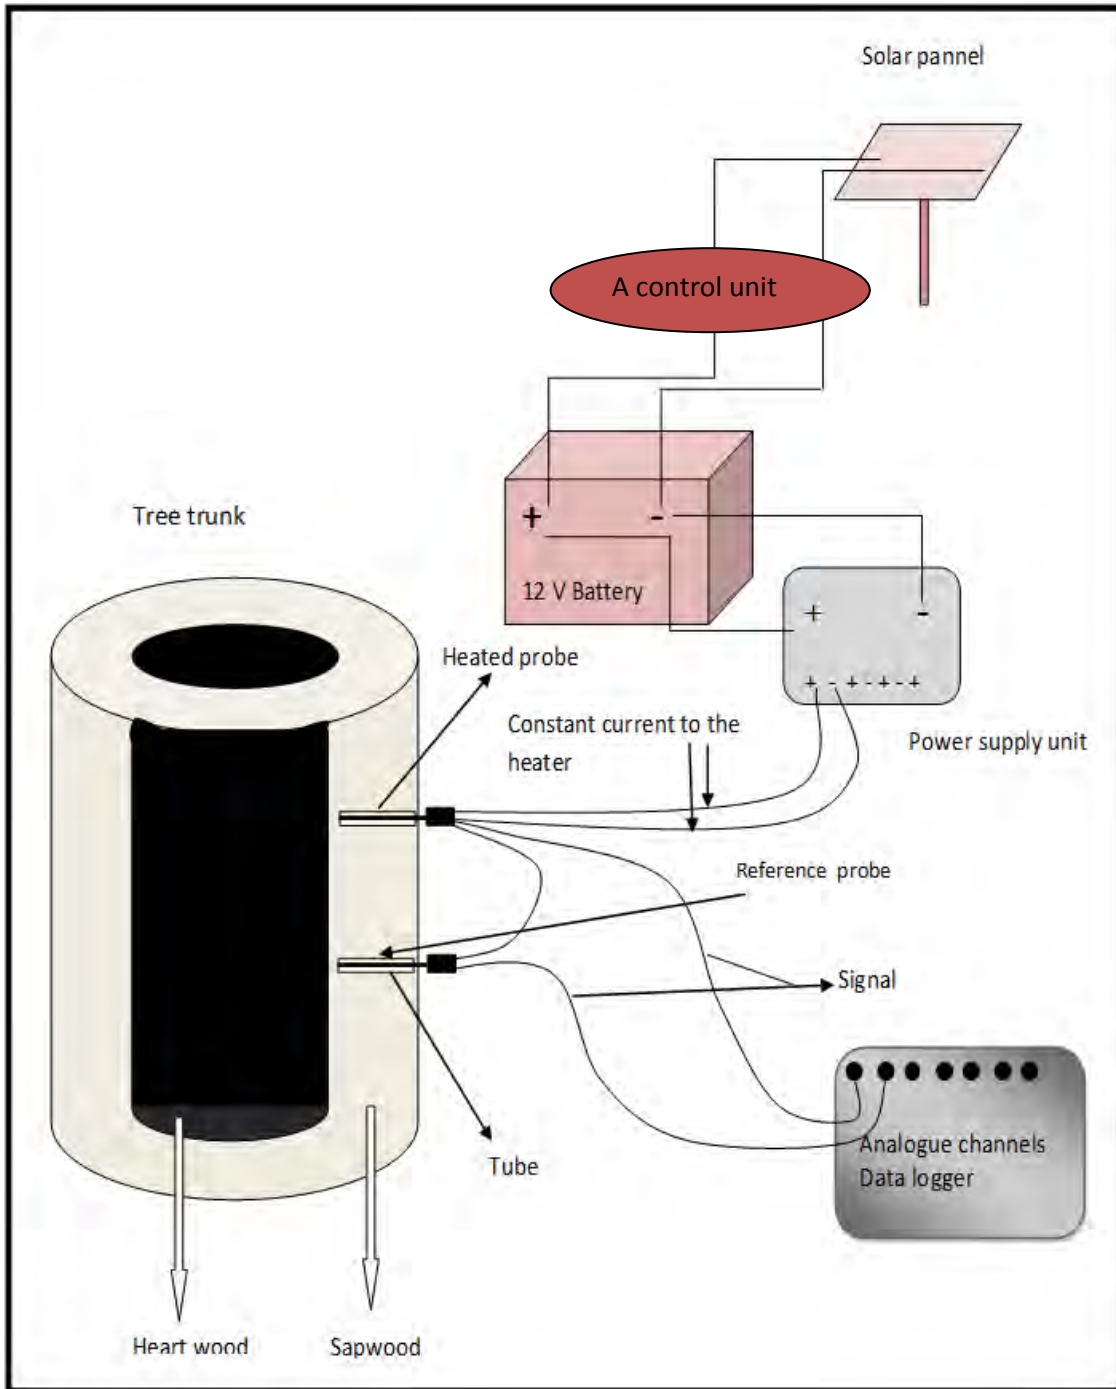 Solar pannel
A control unit
+ -
12 V Battery
Tree trunk
+ -
+ - + - + - +
Power supply unit
Heated probe
Constant current to the
heater
Reference probe
Signal
Analogue channels
Data logger
Tube
Heart wood
Sapwood